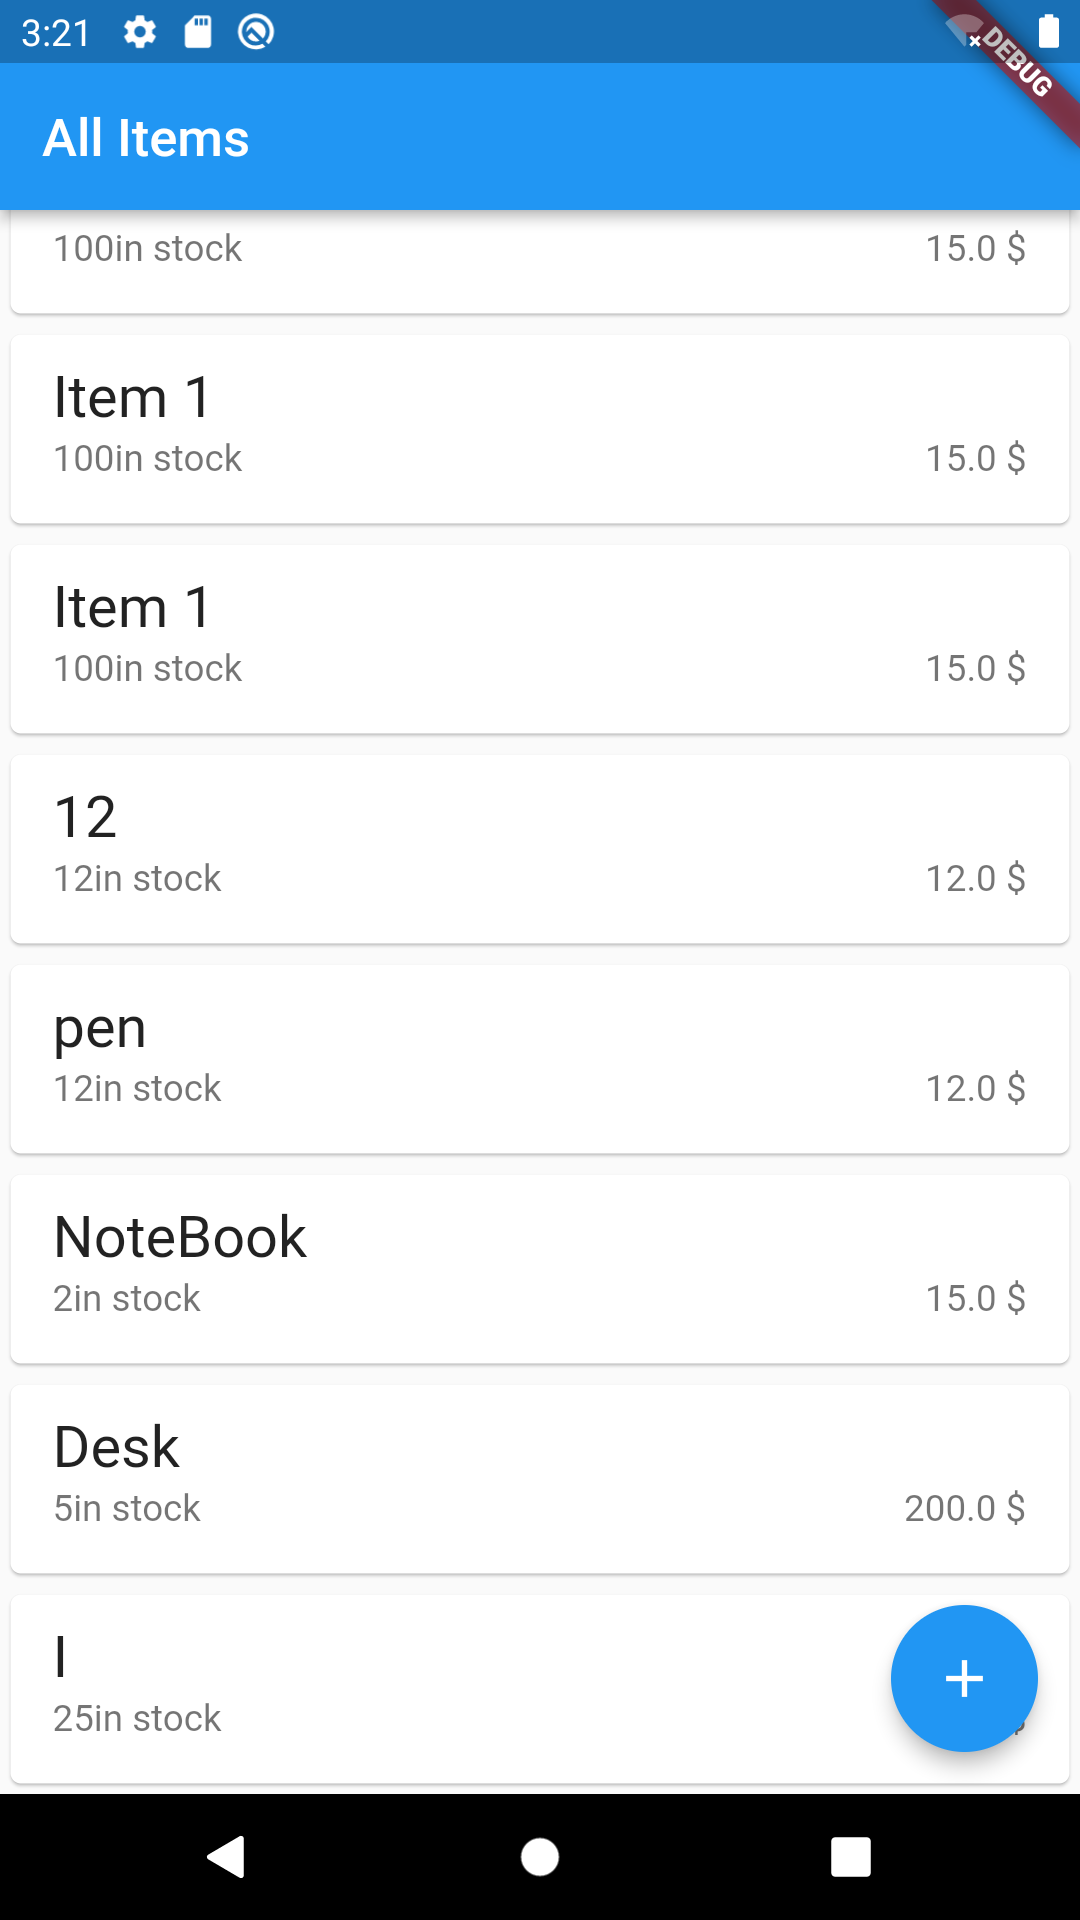 3:21
DEBUG
All Items
100in stock 15.0 $
Item 1
100in stock 15.0 $
Item 1
100in stock 15.0 $
12
12in stock 12.0 $
pen
12in stock 12.0 $
NoteBook
2in stock 15.0 $
Desk
5in stock 200.0 $
I
25in stock